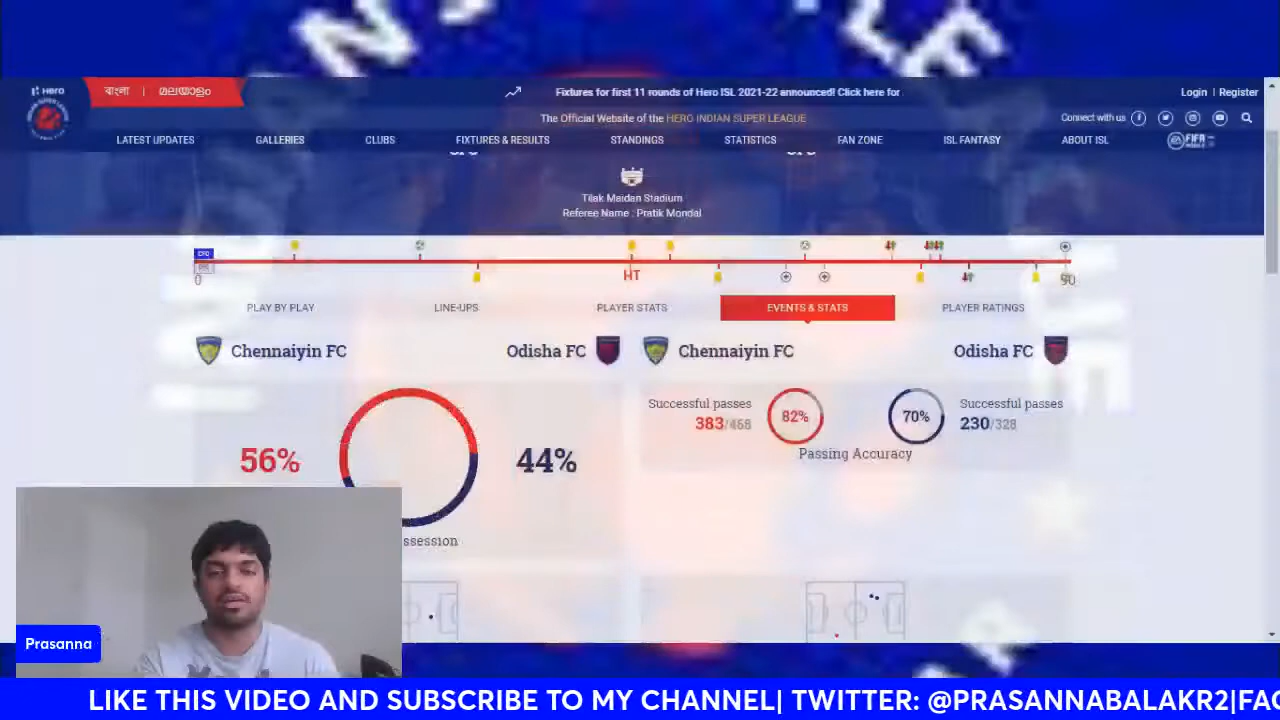 Hero
বাংলা | മലയാളം
Fixtures for first 11 rounds of Hero ISL 2021-22 announced! Click here for
Login | Register
The Official Website of the HERO INDIAN SUPER LEAGUE
Connect with us
LATEST UPDATES GALLERIES CLUBS FIXTURES & RESULTS STANDINGS STATISTICS FAN ZONE ISL FANTASY ABOUT ISL
EA FIFA MOBILE
Tilak Maidan Stadium
Referee Name : Pratik Mondal
CFC
0 HT 90
PLAY BY PLAY LINE-UPS PLAYER STATS EVENTS & STATS PLAYER RATINGS
Chennaiyin FC Odisha FC Chennaiyin FC Odisha FC
Successful passes 82% 70% Successful passes
383/468 230/328
Passing Accuracy
56% 44%
ssession
Prasanna
LIKE THIS VIDEO AND SUBSCRIBE TO MY CHANNEL| TWITTER: @PRASANNABALAKR2|FAC